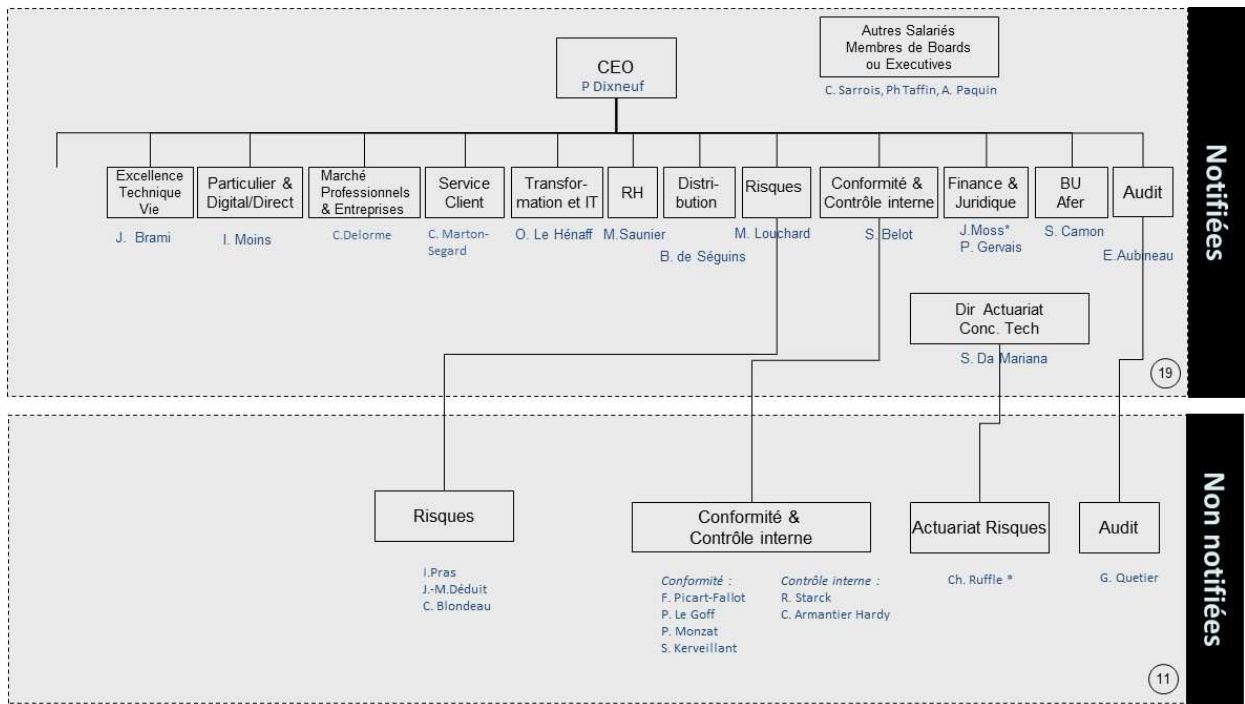 Autres Salariés
Membres de Boards
ou Executives
C. Sarrois, Ph Taffin, A. Paquin
CEO
P Dixneuf
Excellence
Technique
Vie
J. Brami
Particulier &
Digital/Direct
I. Moins
Marché
Professionnels
& Entreprises
C.Delorme
Service
Client
C. Marton-
Segard
Transfor-
mation et IT
O. Le Hénaff
RH
M.Saunier
Distri-
bution
B. de Séguins
Risques
M. Louchard
Conformité &
Contrôle interne
S. Belot
Finance &
Juridique
J.Moss*
P. Gervais
BU
Afer
S. Camon
Audit
E.Aubineau
Dir Actuariat
Conc. Tech
S. Da Mariana
19
Notifiées
Risques
I.Pras
J.-M.Déduit
C. Blondeau
Conformité &
Contrôle interne
Conformité :
F. Picart-Fallot
P. Le Goff
P. Monzat
S. Kerveillant
Contrôle interne :
R. Starck
C. Armantier Hardy
Actuariat Risques
Ch. Ruffle *
Audit
G. Quetier
11
Non notifiées